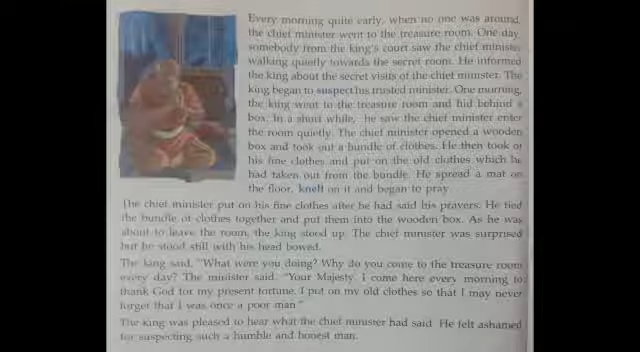 Every morning quite early, when no one was around,
the chief minister went to the treasure room. One day,
somebody from the king's court saw the chief minister
walking quietly towards the secret room. He informed
the king about the secret visits of the chief minister. The
king began to suspect his trusted minister. One morning,
the king went to the treasure room and hid behind a
box. In a short while, he saw the chief minister enter
the room quietly. The chief minister opened a wooden
box and took out a bundle of clothes. He then took of
his fine clothes and put on the old clothes which he
had taken out from the bundle. He spread a mat on
the floor, knelt on it and began to pray
The chief minister put on his fine clothes after he had said his prayers. He tied
the bundle of clothes together and put them into the wooden box. As he was
about to leave the room, the king stood up. The chief minister was surprised
but he stood still with his head bowed.
The king said, "What were you doing? Why do you come to the treasure room
every day? The minister said. "Your Majesty, I come here every morning to
thank God for my present fortune. I put on my old clothes so that I may never
forget that I was once a poor man."
The king was pleased to hear what the chief minister had said. He felt ashamed
for suspecting such a humble and honest man.